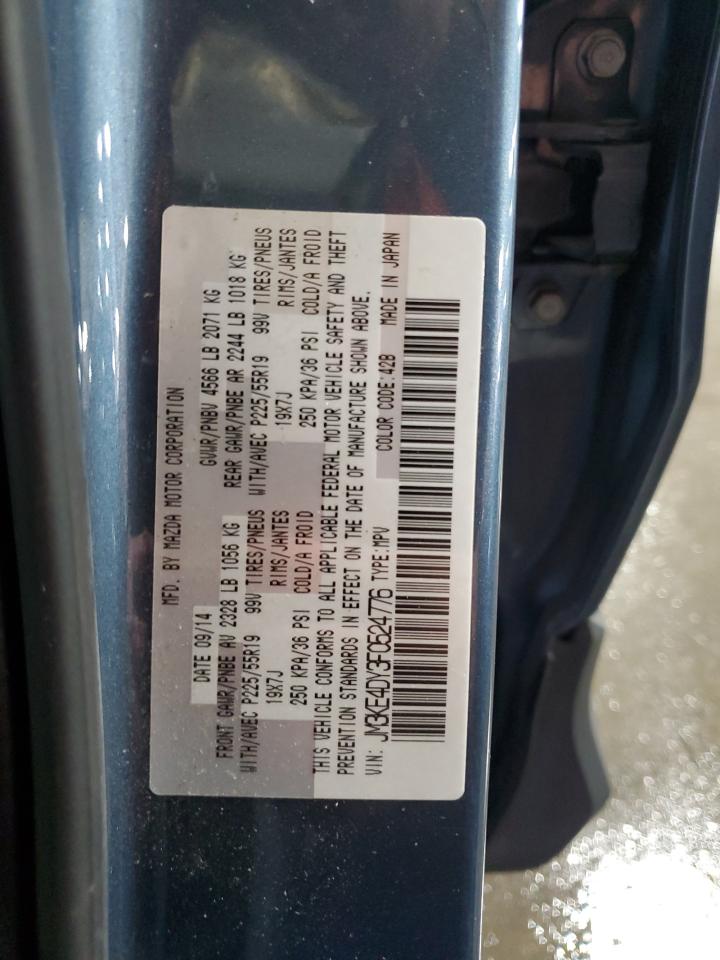 MFD. BY MAZDA MOTOR CORPORATION
DATE 09/14 GVWR/PNBV 4566 LB 2071 KG
FRONT GAWR/PNBE AV 2328 LB 1056 KG REAR GAWR/PNBE AR 2244 LB 1018 KG
WITH/AVEC P225/55R19 99V TIRES/PNEUS WITH/AVEC P225/55R19 99V TIRES/PNEUS
19X7J RIMS/JANTES 19X7J RIMS/JANTES
250 KPA/36 PSI COLD/A FROID 250 KPA/36 PSI COLD/A FROID
THIS VEHICLE CONFORMS TO ALL APPLICABLE FEDERAL MOTOR VEHICLE SAFETY AND THEFT
PREVENTION STANDARDS IN EFFECT ON THE DATE OF MANUFACTURE SHOWN ABOVE.
VIN: JM3KE4DY3F0524776 TYPE:MPV COLOR CODE:42B MADE IN JAPAN